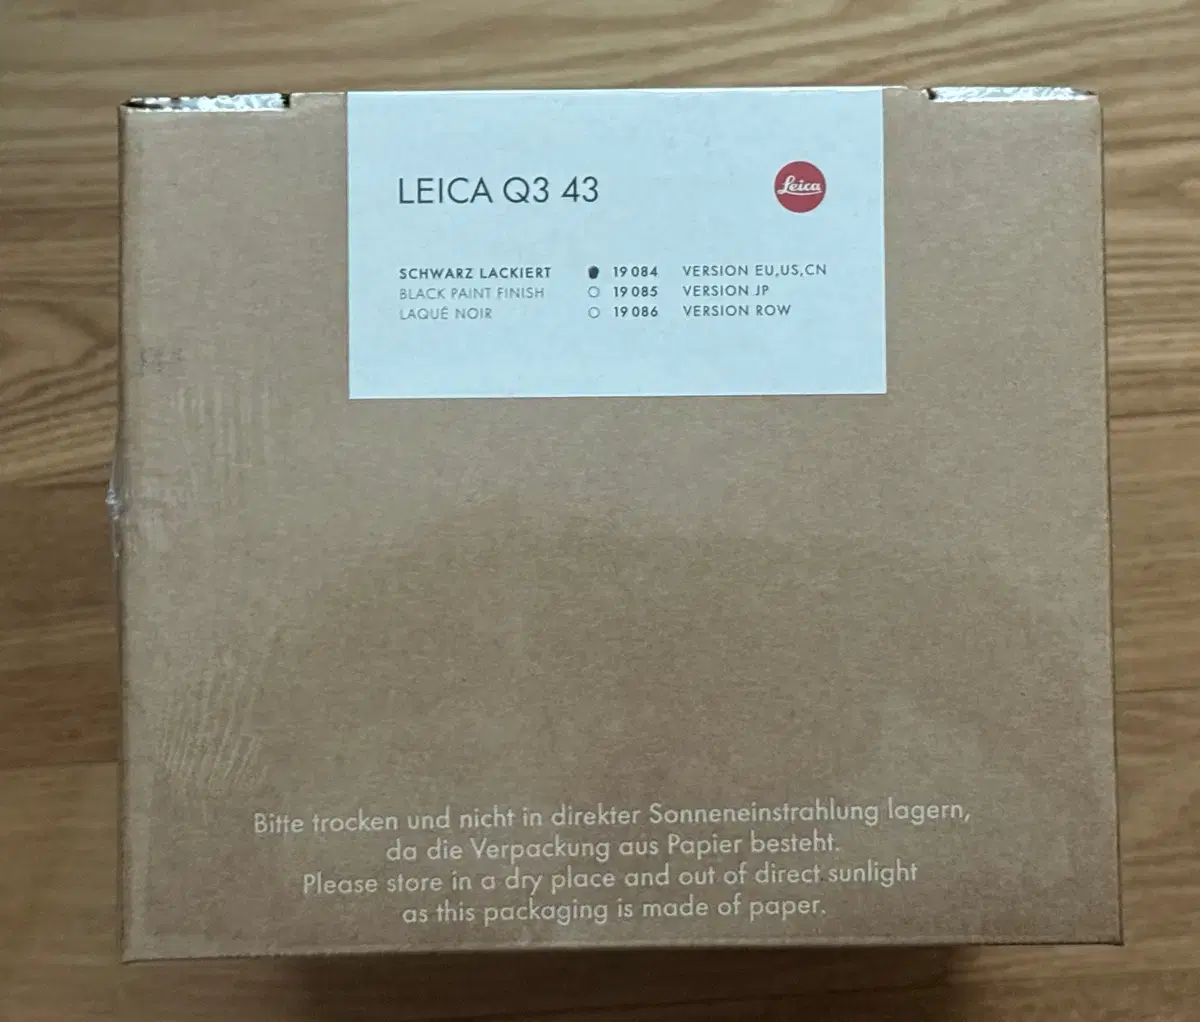 LEICA Q3 43
Leica
SCHWARZ LACKIERT 19 084 VERSION EU,US,CN
BLACK PAINT FINISH 19 085 VERSION JP
LAQUÉ NOIR 19 086 VERSION ROW
Bitte trocken und nicht in direkter Sonneneinstrahlung lagern,
da die Verpackung aus Papier besteht.
Please store in a dry place and out of direct sunlight
as this packaging is made of paper.